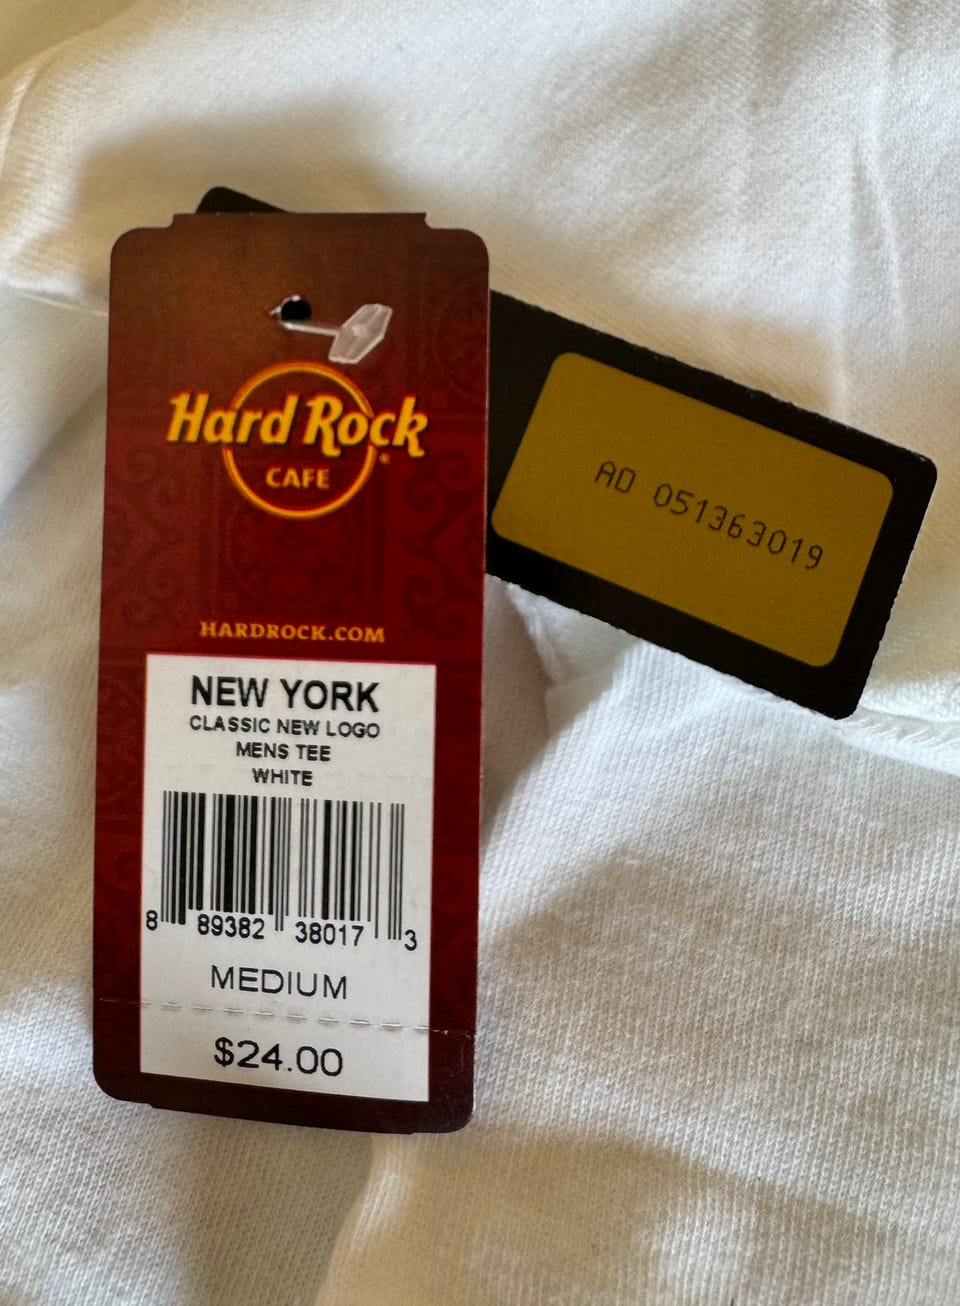 Hard Rock
CAFE
HARDROCK.COM
NEW YORK
CLASSIC NEW LOGO
MENS TEE
WHITE
8 89382 38017 3
MEDIUM
$24.00
AD 051363019